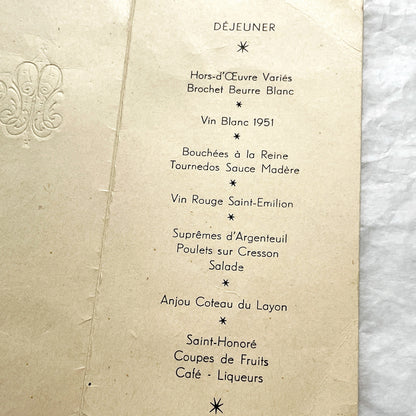 DÉJEUNER
Hors-d'Œuvre Variés
Brochet Beurre Blanc
Vin Blanc 1951
Bouchées à la Reine
Tournedos Sauce Madère
Vin Rouge Saint-Emilion
Suprêmes d'Argenteuil
Poulets sur Cresson
Salade
Anjou Coteau du Layon
Saint-Honoré
Coupes de Fruits
Café - Liqueurs